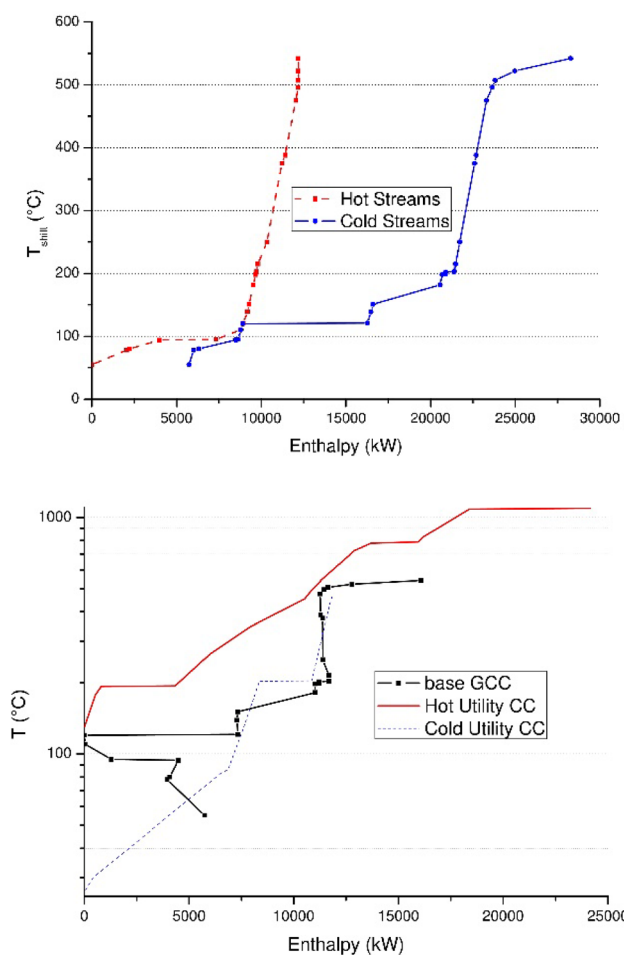 600
500
400
300
200
100
0
T shift (°C)
Hot Streams
Cold Streams
0 5000 10000 15000 20000 25000 30000
Enthalpy (kW)
1000
100
T (°C)
base GCC
Hot Utility CC
Cold Utility CC
0 5000 10000 15000 20000 25000
Enthalpy (kW)